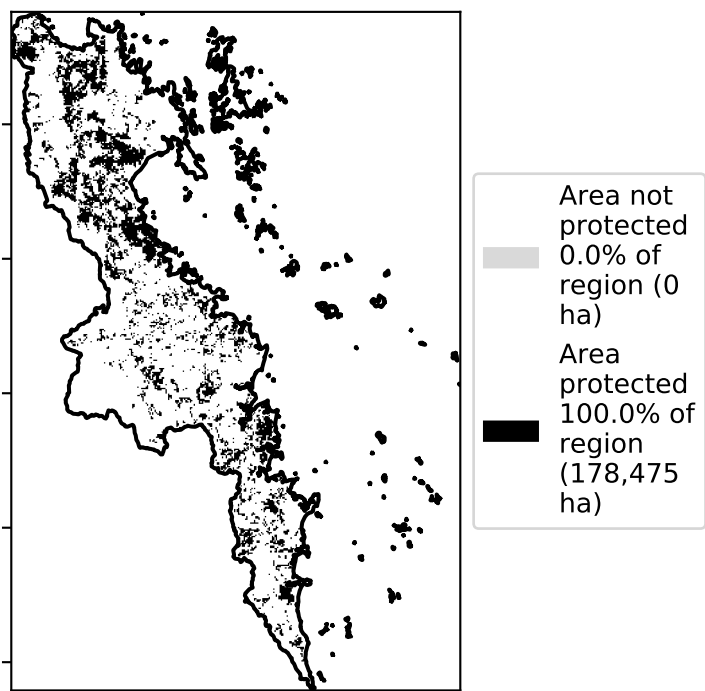 Area not
protected
0.0% of
region (0
ha)
Area
protected
100.0% of
region
(178,475
ha)